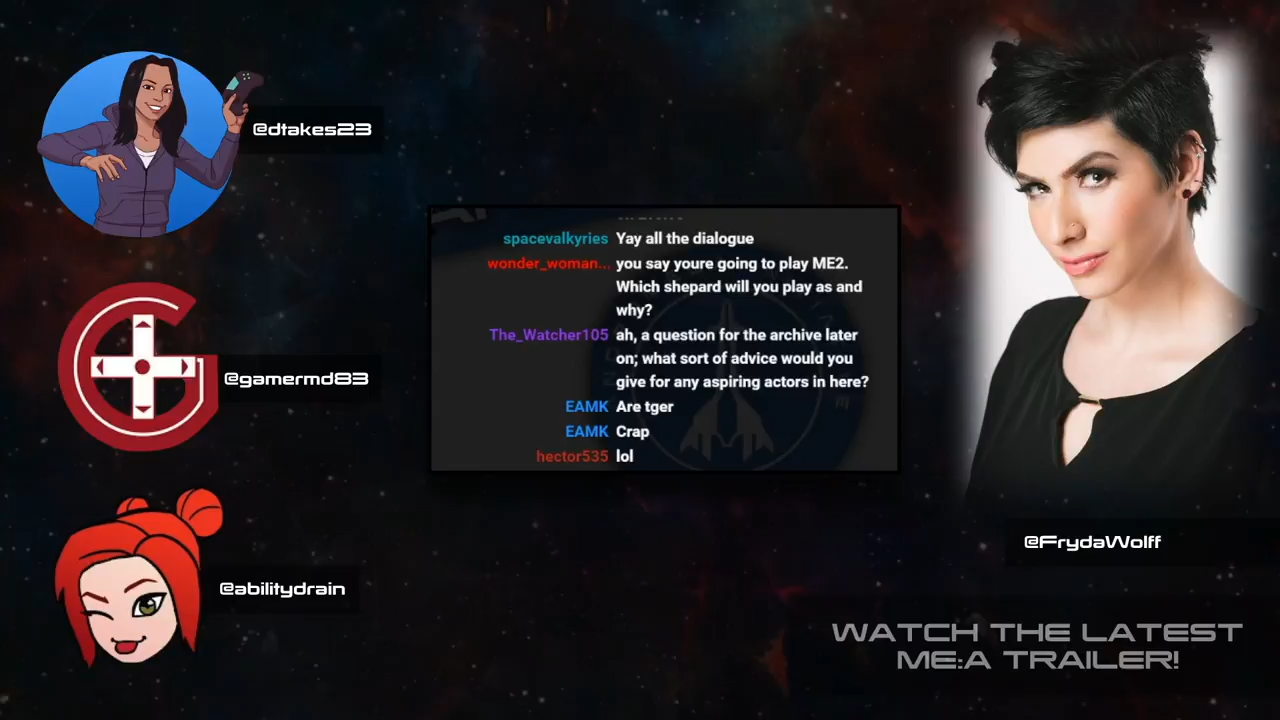 @dtakes23
@gamermd83
@abilitydrain
spacevalkyries Yay all the dialogue
wonder_woman... you say youre going to play ME2.
Which shepard will you play as and
why?
The_Watcher105 ah, a question for the archive later
on; what sort of advice would you
give for any aspiring actors in here?
EAMK Are tger
EAMK Crap
hector535 lol
@FrydaWolff
WATCH THE LATEST
ME:A TRAILER!